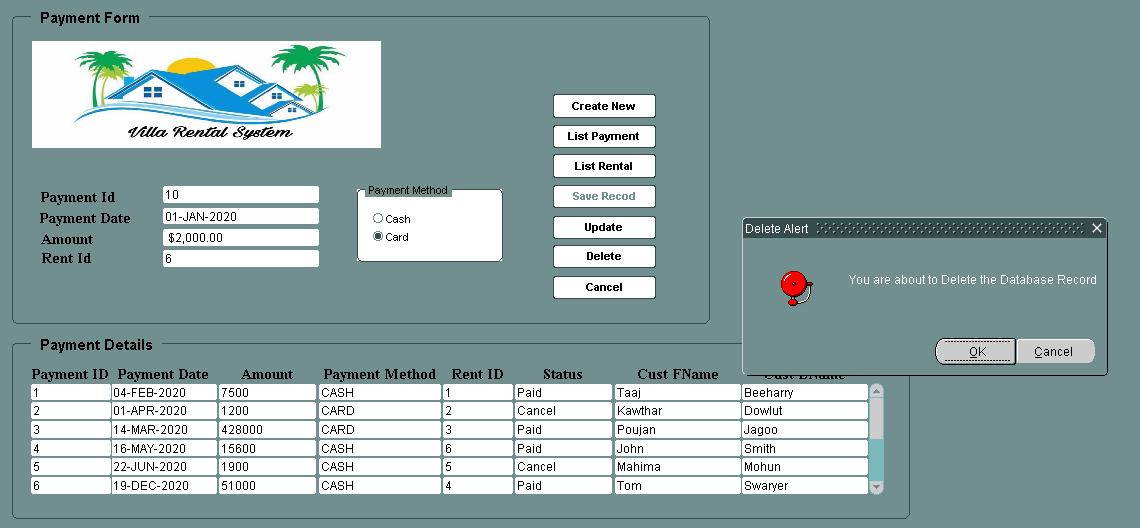 Payment Form
Villa Rental System
Create New
List Payment
List Rental
Save Recod
Update
Delete
Cancel
Payment Id 10
Payment Date 01-JAN-2020
Amount $2,000.00
Rent Id 6
Payment Method
Cash
Card
Delete Alert
You are about to Delete the Database Record
OK Cancel
Payment Details
Payment ID Payment Date Amount Payment Method Rent ID Status Cust FName Cust LName
1 04-FEB-2020 7500 CASH 1 Paid Taaj Beeharry
2 01-APR-2020 1200 CARD 2 Cancel Kawthar Dowlut
3 14-MAR-2020 428000 CARD 3 Paid Poujan Jagoo
4 16-MAY-2020 15600 CASH 6 Paid John Smith
5 22-JUN-2020 1900 CASH 5 Cancel Mahima Mohun
6 19-DEC-2020 51000 CASH 4 Paid Tom Swaryer